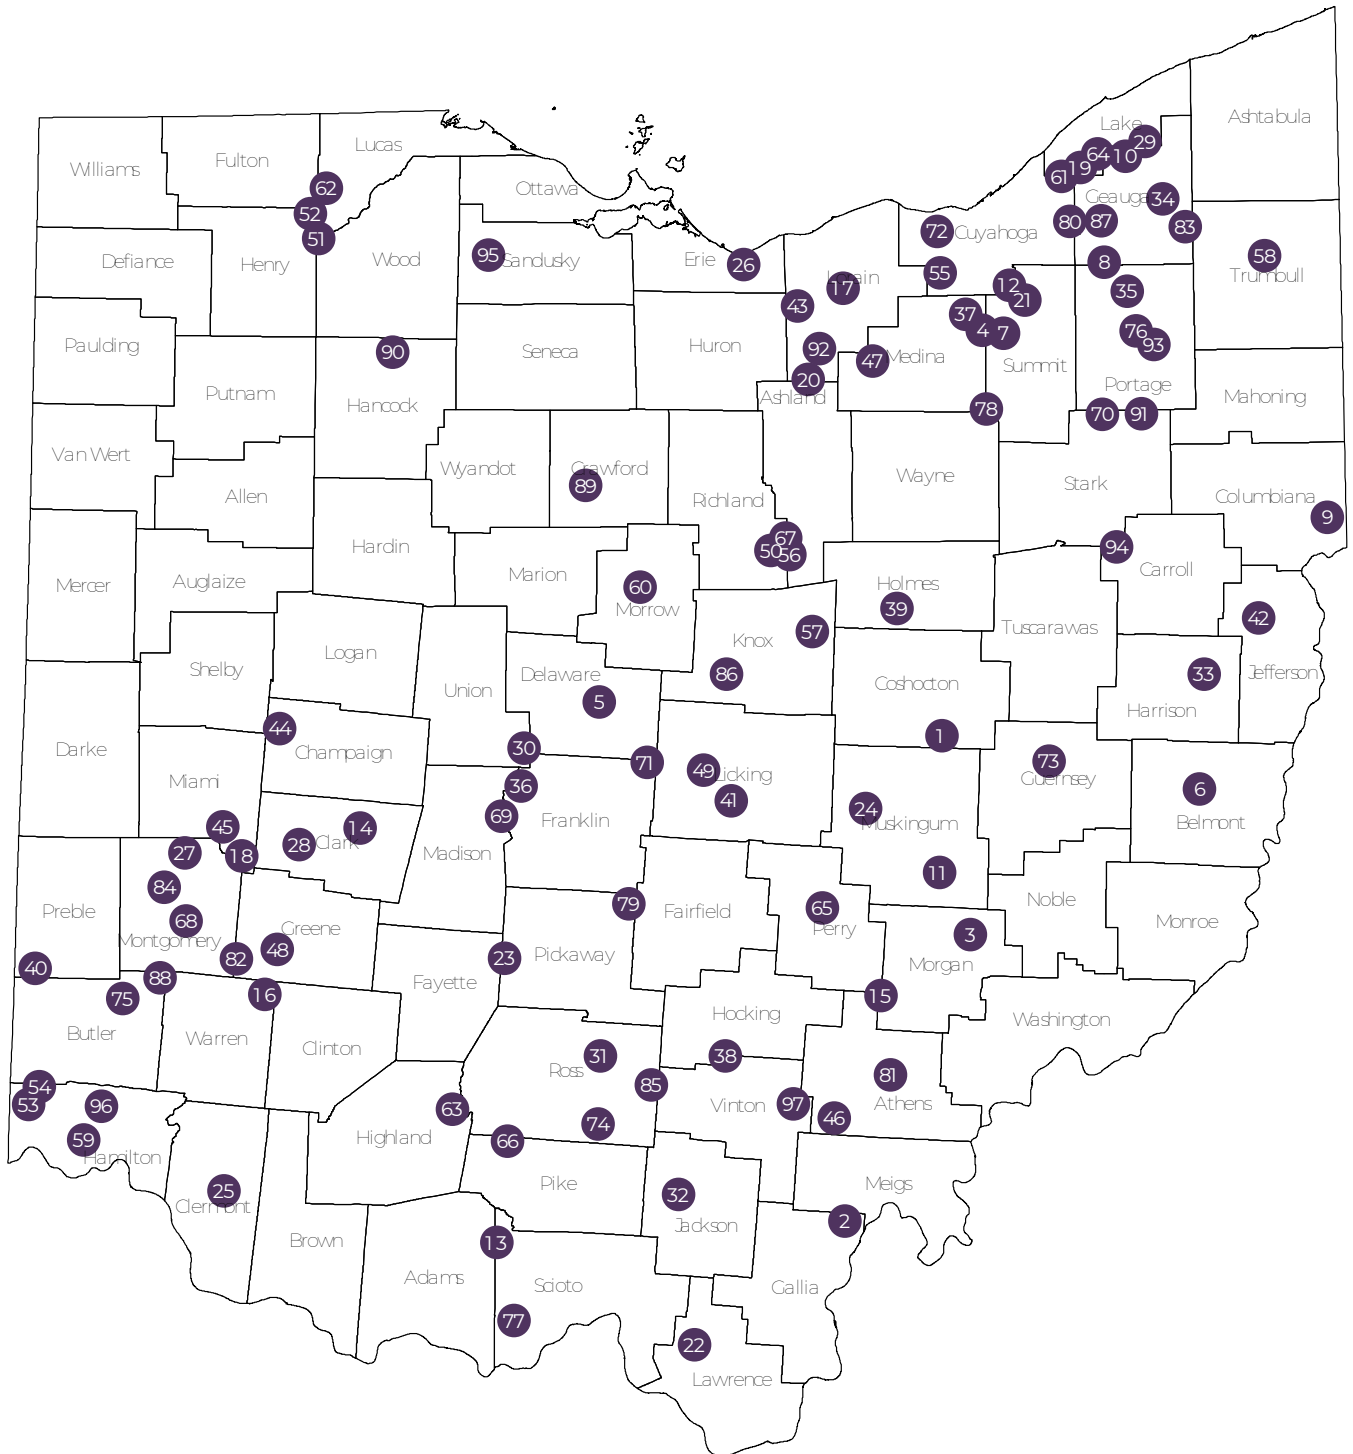 Ashtabula
Lake
Lucas
29
64
10
Fulton
Williams
19
61
62
Ottawa
Geauga
34
52
80
87
83
72
Cuyahoga
51
95
Sandusky
Erie
26
58
Trumbull
Wood
Defiance
Henry
8
55
Lorain
17
12
35
21
43
37
4
7
76
93
Paulding
Huron
Seneca
92
90
47
Medina
Summit
20
Portage
Putnam
Hancock
Ashland
Mahoning
78
70
91
Van Wert
Wyandot
Crawford
89
Wayne
Stark
Allen
Richland
Columbiana
9
67
50
56
94
Hardin
Marion
Carroll
Mercer
Auglaize
60
Morrow
Holmes
39
42
57
Knox
Tuscarawas
Logan
Shelby
Delaware
86
33
Jefferson
Union
5
Coshocton
Harrison
44
1
Darke
Champaign
30
71
49
Licking
73
Guernsey
Miami
36
41
6
69
24
Belmont
45
14
Franklin
Muskingum
28
Clark
27
18
Madison
11
84
Preble
79
Fairfield
65
Noble
68
Greene
Perry
Monroe
Montgomery
48
3
82
23
Pickaway
Morgan
40
88
Fayette
75
16
15
Hocking
Washington
Butler
Warren
Clinton
31
38
Ross
81
54
85
53
96
63
Vinton
97
Athens
74
46
59
Highland
66
Hamilton
25
Pike
32
Meigs
Clermont
Jackson
2
Brown
13
Adams
Scioto
Gallia
77
22
Lawrence